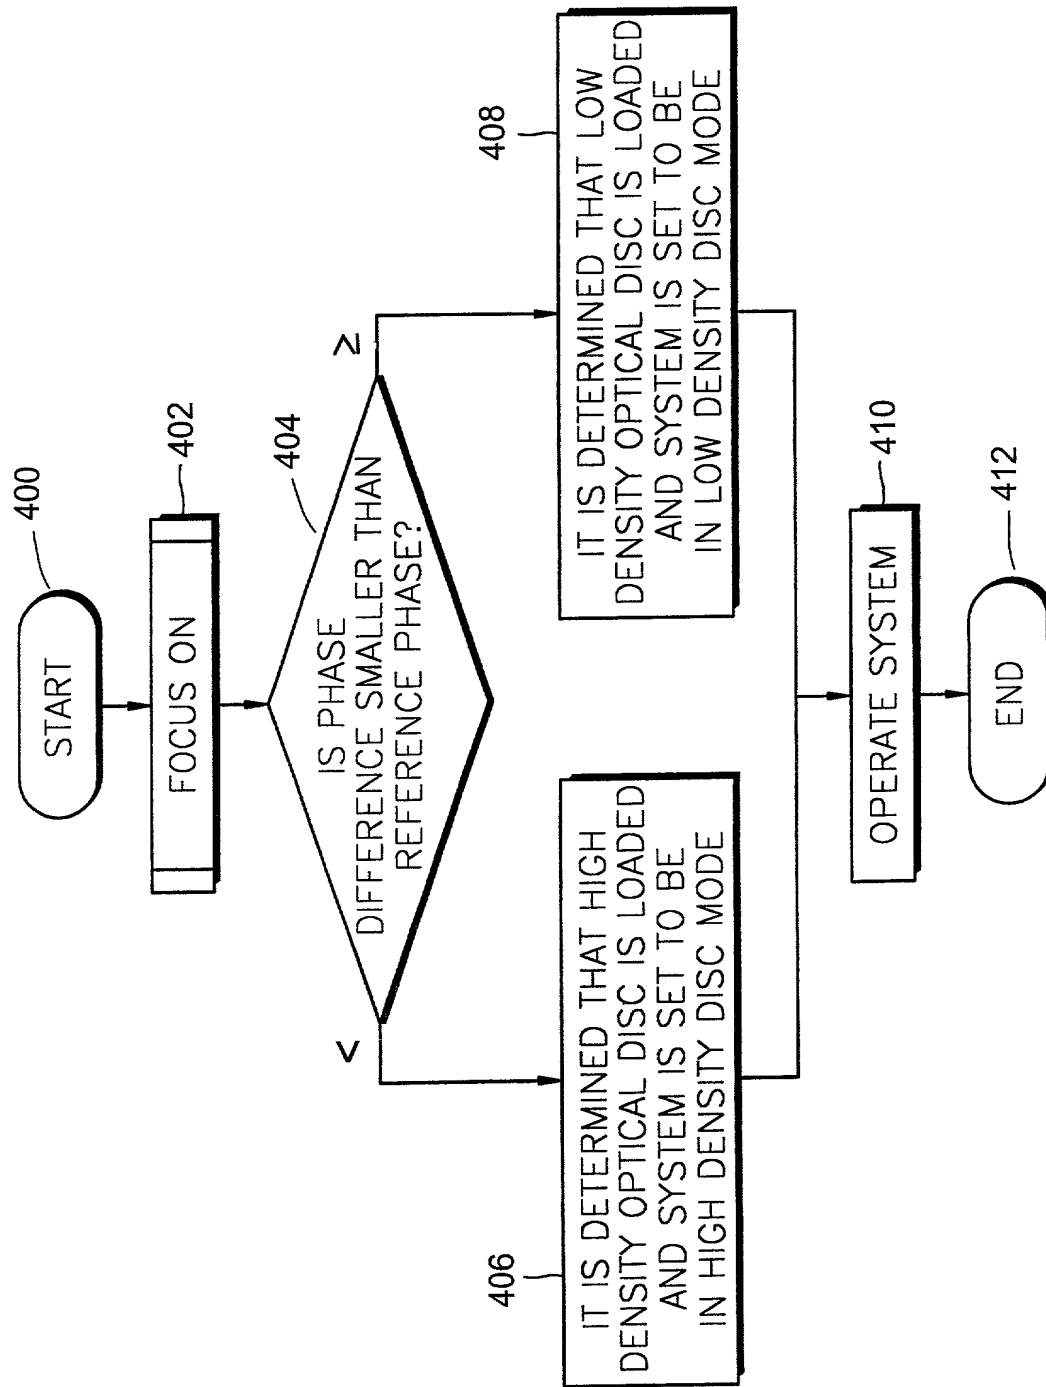 START
400
FOCUS ON
402
IS PHASE
DIFFERENCE SMALLER THAN
REFERENCE PHASE?
404
<
≥
406
IT IS DETERMINED THAT HIGH
DENSITY OPTICAL DISC IS LOADED
AND SYSTEM IS SET TO BE
IN HIGH DENSITY DISC MODE
408
IT IS DETERMINED THAT LOW
DENSITY OPTICAL DISC IS LOADED
AND SYSTEM IS SET TO BE
IN LOW DENSITY DISC MODE
OPERATE SYSTEM
410
END
412